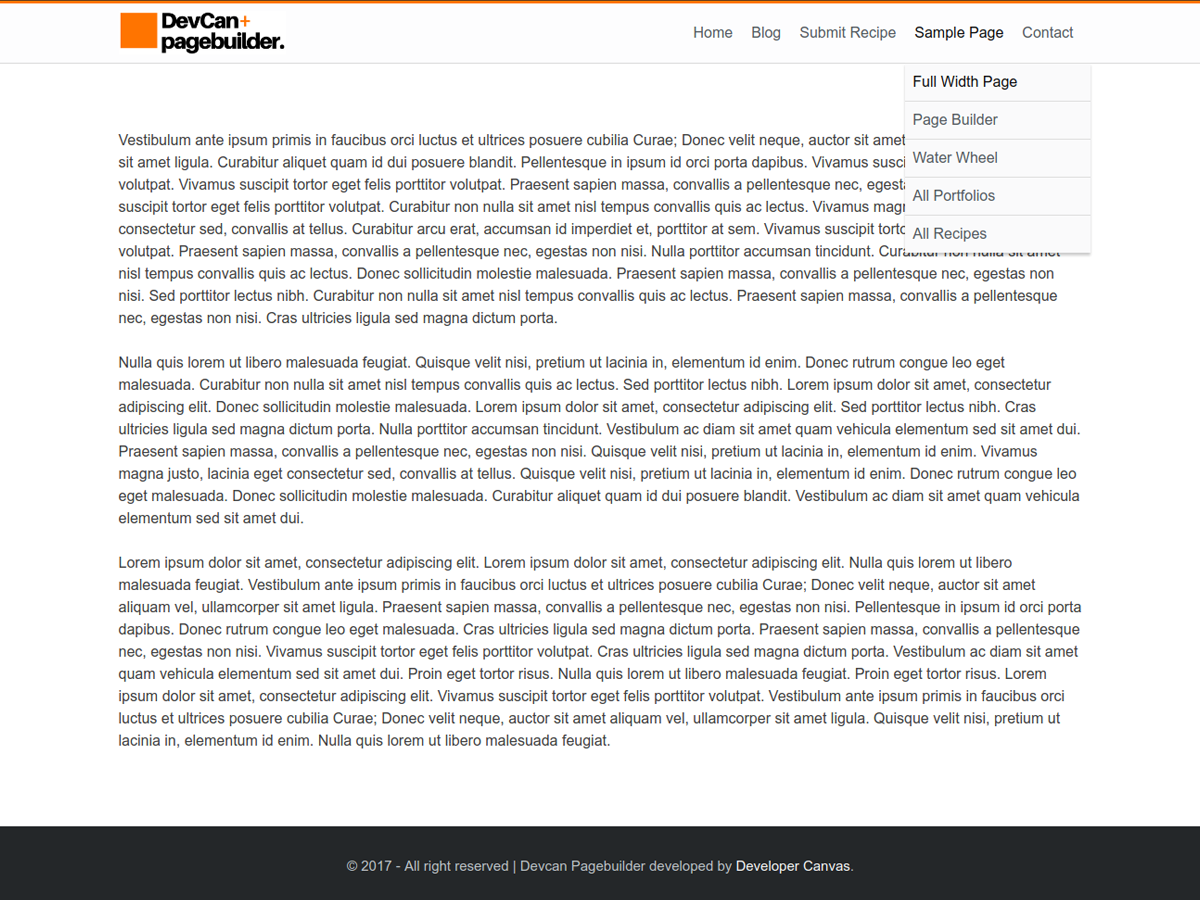 DevCan+
pagebuilder.
Home Blog Submit Recipe Sample Page Contact
Full Width Page
Page Builder
Water Wheel
All Portfolios
All Recipes
Vestibulum ante ipsum primis in faucibus orci luctus et ultrices posuere cubilia Curae; Donec velit neque, auctor sit amet
sit amet ligula. Curabitur aliquet quam id dui posuere blandit. Pellentesque in ipsum id orci porta dapibus. Vivamus
volutpat. Vivamus suscipit tortor eget felis porttitor volutpat. Praesent sapien massa, convallis a pellentesque nec,
suscipit tortor eget felis porttitor volutpat. Curabitur non nulla sit amet nisl tempus convallis quis ac lectus. Vivamus
consectetur sed, convallis at tellus. Curabitur arcu erat, accumsan id imperdiet et, porttitor at sem. Vivamus suscipit
volutpat. Praesent sapien massa, convallis a pellentesque nec, egestas non nisi. Nulla porttitor accumsan tincidunt. Curabitur non nulla sit amet
nisl tempus convallis quis ac lectus. Donec sollicitudin molestie malesuada. Praesent sapien massa, convallis a pellentesque nec, egestas non
nisi. Sed porttitor lectus nibh. Curabitur non nulla sit amet nisl tempus convallis quis ac lectus. Praesent sapien massa, convallis a pellentesque
nec, egestas non nisi. Cras ultricies ligula sed magna dictum porta.
Nulla quis lorem ut libero malesuada feugiat. Quisque velit nisi, pretium ut lacinia in, elementum id enim. Donec rutrum congue leo eget
malesuada. Curabitur non nulla sit amet nisl tempus convallis quis ac lectus. Sed porttitor lectus nibh. Lorem ipsum dolor sit amet, consectetur
adipiscing elit. Donec sollicitudin molestie malesuada. Lorem ipsum dolor sit amet, consectetur adipiscing elit. Sed porttitor lectus nibh. Cras
ultricies ligula sed magna dictum porta. Nulla porttitor accumsan tincidunt. Vestibulum ac diam sit amet quam vehicula elementum sed sit amet dui.
Praesent sapien massa, convallis a pellentesque nec, egestas non nisi. Quisque velit nisi, pretium ut lacinia in, elementum id enim. Vivamus
magna justo, lacinia eget consectetur sed, convallis at tellus. Quisque velit nisi, pretium ut lacinia in, elementum id enim. Donec rutrum congue leo
eget malesuada. Donec sollicitudin molestie malesuada. Curabitur aliquet quam id dui posuere blandit. Vestibulum ac diam sit amet quam vehicula
elementum sed sit amet dui.
Lorem ipsum dolor sit amet, consectetur adipiscing elit. Lorem ipsum dolor sit amet, consectetur adipiscing elit. Nulla quis lorem ut libero
malesuada feugiat. Vestibulum ante ipsum primis in faucibus orci luctus et ultrices posuere cubilia Curae; Donec velit neque, auctor sit amet
aliquam vel, ullamcorper sit amet ligula. Praesent sapien massa, convallis a pellentesque nec, egestas non nisi. Pellentesque in ipsum id orci porta
dapibus. Donec rutrum congue leo eget malesuada. Cras ultricies ligula sed magna dictum porta. Praesent sapien massa, convallis a pellentesque
nec, egestas non nisi. Vivamus suscipit tortor eget felis porttitor volutpat. Cras ultricies ligula sed magna dictum porta. Vestibulum ac diam sit amet
quam vehicula elementum sed sit amet dui. Proin eget tortor risus. Nulla quis lorem ut libero malesuada feugiat. Proin eget tortor risus. Lorem
ipsum dolor sit amet, consectetur adipiscing elit. Vivamus suscipit tortor eget felis porttitor volutpat. Vestibulum ante ipsum primis in faucibus orci
luctus et ultrices posuere cubilia Curae; Donec velit neque, auctor sit amet aliquam vel, ullamcorper sit amet ligula. Quisque velit nisi, pretium ut
lacinia in, elementum id enim. Nulla quis lorem ut libero malesuada feugiat.
© 2017 - All right reserved | Devcan Pagebuilder developed by Developer Canvas.